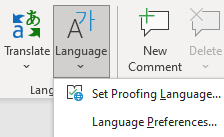 Translate
Language
New
Comment
Delete
Lang
Set Proofing Language...
Language Preferences...